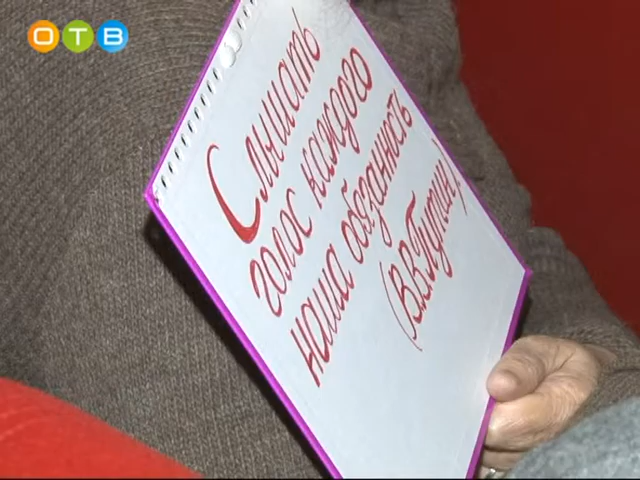 ОТВ
Слышать
голос каждого
наша обязанность
(В.В.Путин)